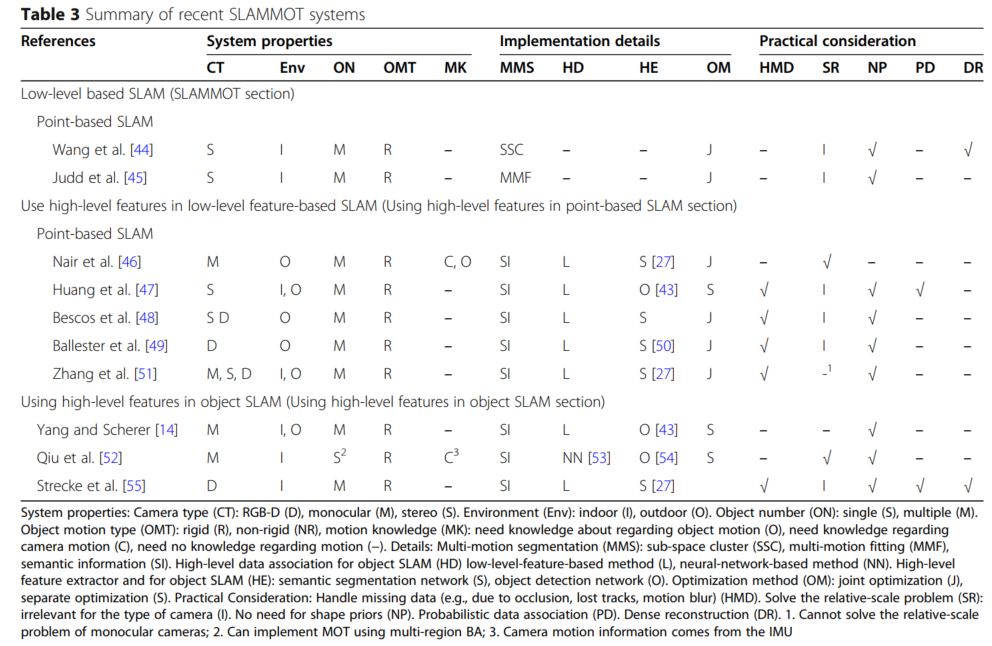 Table 3 Summary of recent SLAMMOT systems
References System properties Implementation details Practical consideration
CT Env ON OMT MK MMS HD HE OM HMD SR NP PD DR
Low-level based SLAM (SLAMMOT section)
Point-based SLAM
Wang et al. [44] S I M R – SSC – – J – I √ – √
Judd et al. [45] S I M R – MMF – – J – I √ – –
Use high-level features in low-level feature-based SLAM (Using high-level features in point-based SLAM section)
Point-based SLAM
Nair et al. [46] M O M R C, O SI L S [27] J – √ – – –
Huang et al. [47] S I, O M R – SI L O [43] S √ I √ √ –
Bescos et al. [48] S D O M R – SI L S J √ I √ – –
Ballester et al. [49] D O M R – SI L S [50] J √ I √ – –
Zhang et al. [51] M, S, D I, O M R – SI L S [27] J √ -1 √ – –
Using high-level features in object SLAM (Using high-level features in object SLAM section)
Yang and Scherer [14] M I, O M R – SI L O [43] S – – √ – –
Qiu et al. [52] M I S2 R C3 SI NN [53] O [54] S – √ √ – –
Strecke et al. [55] D I M R – SI L S [27] √ I √ √ √
System properties: Camera type (CT): RGB-D (D), monocular (M), stereo (S). Environment (Env): indoor (I), outdoor (O). Object number (ON): single (S), multiple (M).
Object motion type (OMT): rigid (R), non-rigid (NR), motion knowledge (MK): need knowledge about regarding object motion (O), need knowledge regarding
camera motion (C), need no knowledge regarding motion (−). Details: Multi-motion segmentation (MMS): sub-space cluster (SSC), multi-motion fitting (MMF),
semantic information (SI). High-level data association for object SLAM (HD) low-level-feature-based method (L), neural-network-based method (NN). High-level
feature extractor and for object SLAM (HE): semantic segmentation network (S), object detection network (O). Optimization method (OM): joint optimization (J),
separate optimization (S). Practical Consideration: Handle missing data (e.g., due to occlusion, lost tracks, motion blur) (HMD). Solve the relative-scale problem (SR):
irrelevant for the type of camera (I). No need for shape priors (NP). Probabilistic data association (PD). Dense reconstruction (DR). 1. Cannot solve the relative-scale
problem of monocular cameras; 2. Can implement MOT using multi-region BA; 3. Camera motion information comes from the IMU